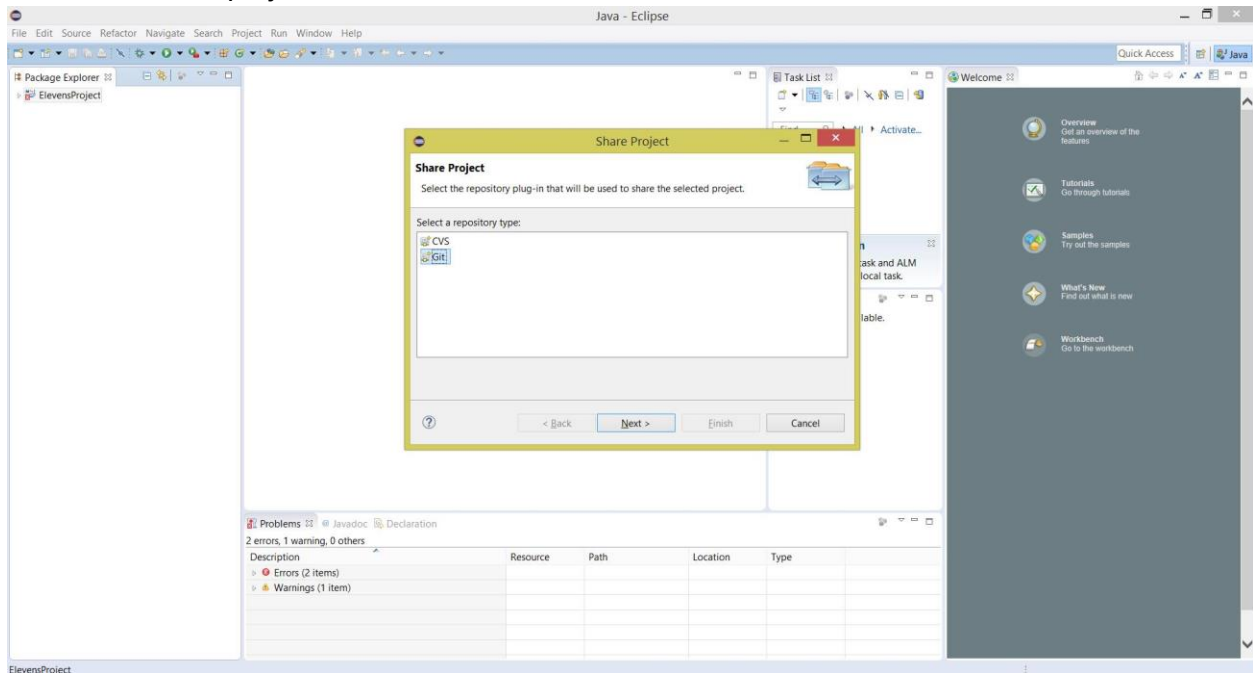 Java - Eclipse
File Edit Source Refactor Navigate Search Project Run Window Help
Quick Access
Java
Package Explorer
ElevensProject
Task List
Activate...
Welcome
Overview
Get an overview of the
features
Tutorials
Go through tutorials
Samples
Try out the samples
What's New
Find out what is new
Workbench
Go to the workbench
Share Project
Share Project
Select the repository plug-in that will be used to share the selected project.
Select a repository type:
CVS
Git
< Back
Next >
Finish
Cancel
task and ALM
local task.
lable.
Problems
Javadoc
Declaration
2 errors, 1 warning, 0 others
Description Resource Path Location Type
Errors (2 items)
Warnings (1 item)
ElevensProject